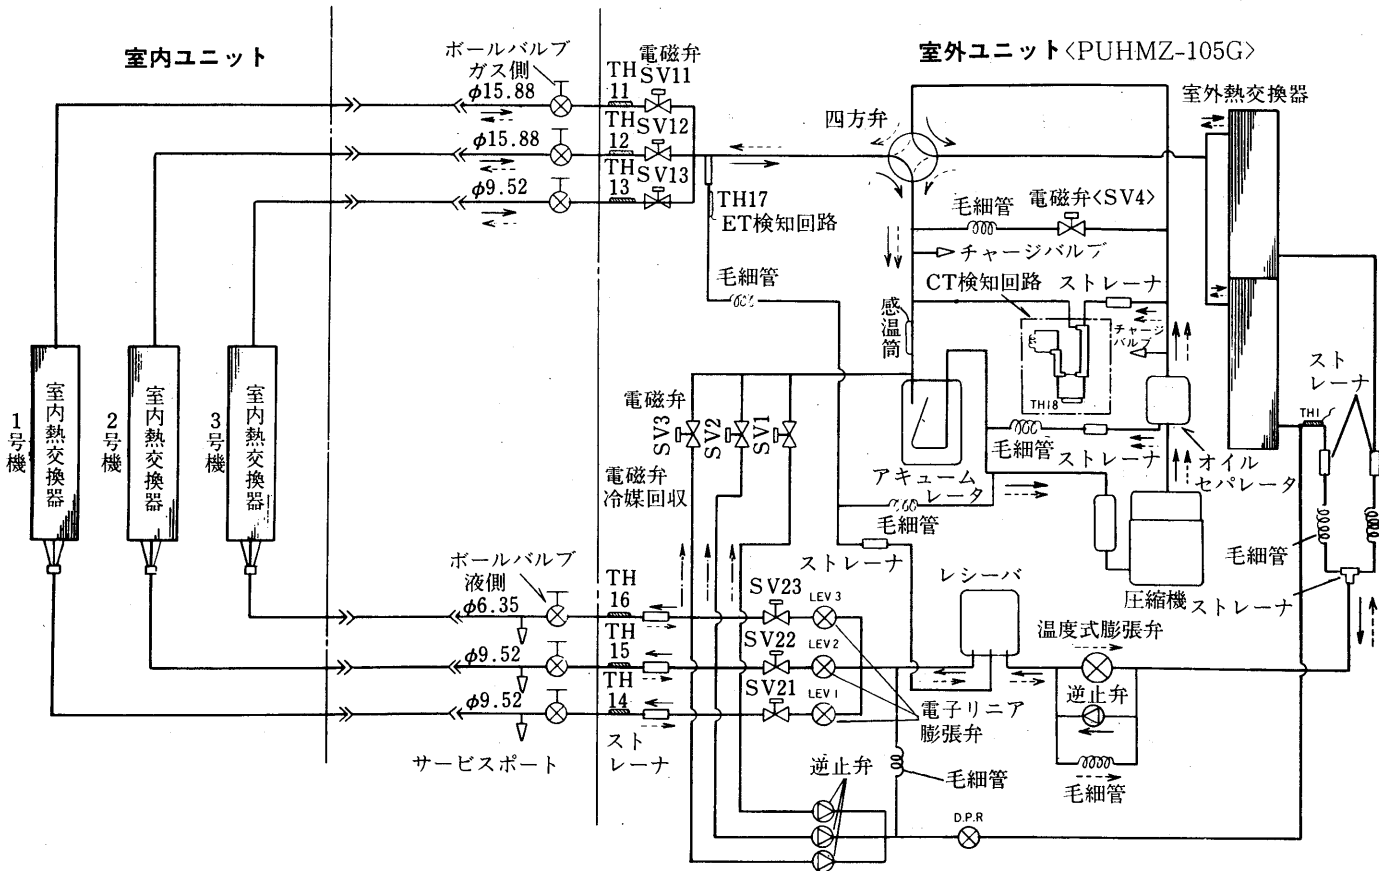 室内ユニット
室外ユニット<PUHMZ-105G>
ボールバルブ
ガス側
φ15.88
φ15.88
φ9.52
電磁弁
TH
11
SV11
TH
12
SV12
TH
13
SV13
TH17
ET検知回路
毛細管
四方弁
室外熱交換器
毛細管
電磁弁<SV4>
チャージバルブ
CT検知回路
ストレーナ
感温筒
チャージ
バルブ
TH18
スト
レーナ
TH1
1号機
室内熱交換器
2号機
室内熱交換器
3号機
室内熱交換器
電磁弁
SV3
SV2
SV1
電磁弁
冷媒回収
アキューム
レータ
毛細管
ストレーナ
オイル
セパレータ
毛細管
ストレーナ
毛細管
ストレーナ
圧縮機
レシーバ
ボールバルブ
液側
φ6.35
φ9.52
φ9.52
TH
16
TH
15
TH
14
SV23
SV22
SV21
LEV3
LEV2
LEV1
温度式膨張弁
逆止弁
毛細管
電子リニア
膨張弁
サービスポート
スト
レーナ
逆止弁
毛細管
D.P.R